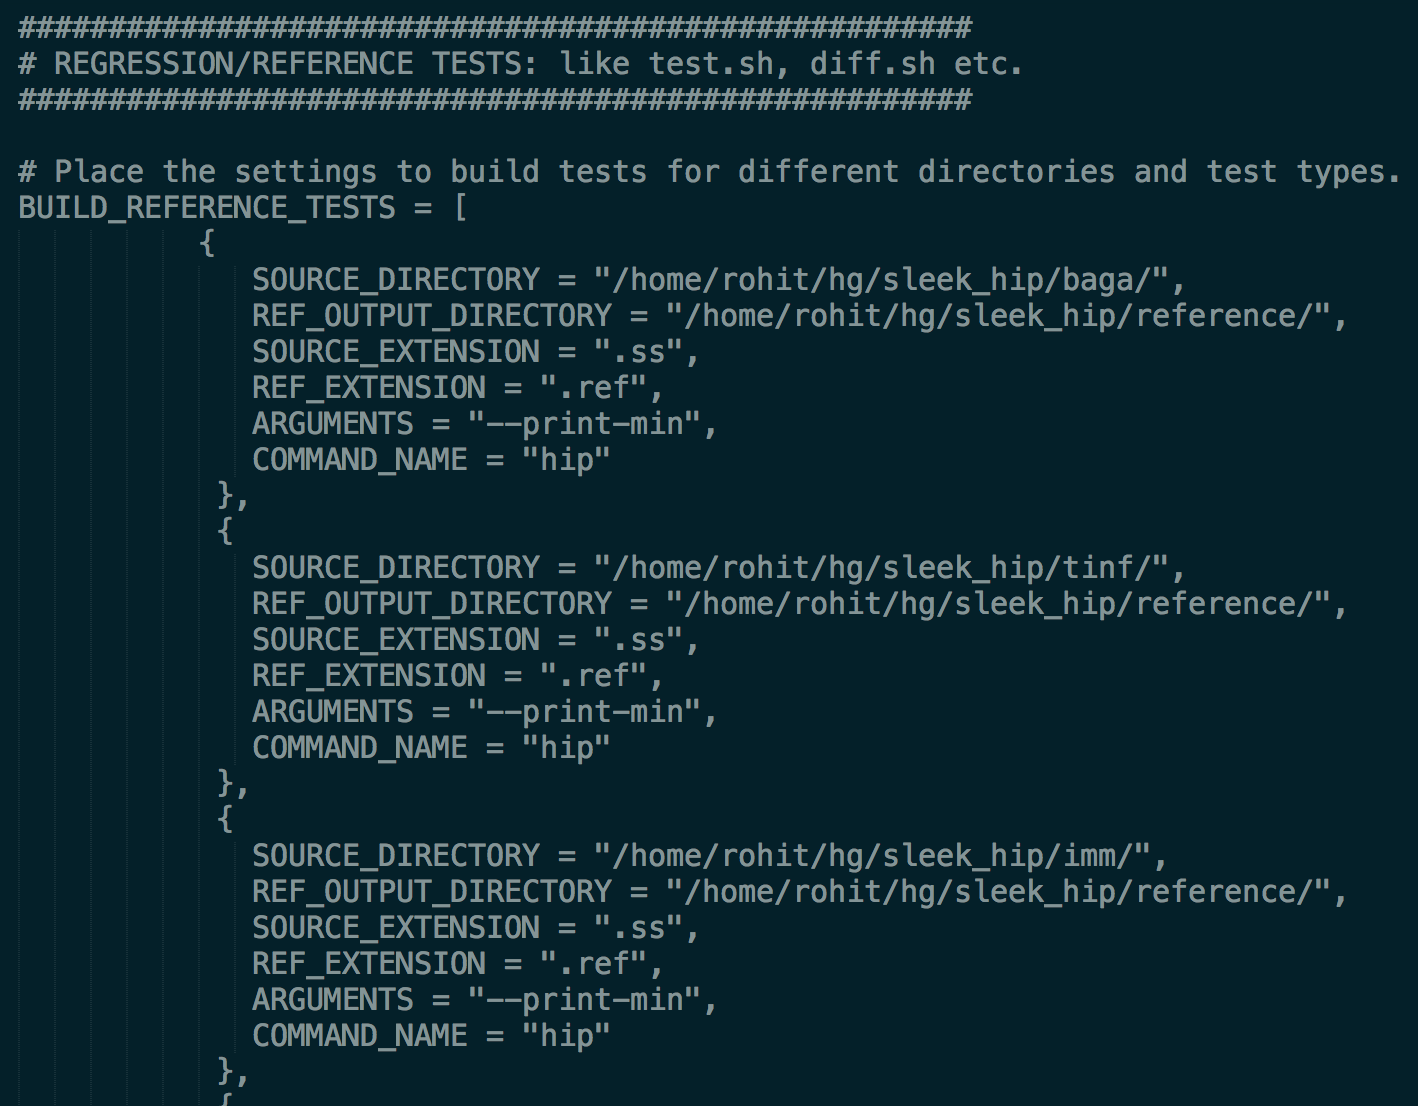 #####################################################
# REGRESSION/REFERENCE TESTS: like test.sh, diff.sh etc.
#####################################################
# Place the settings to build tests for different directories and test types.
BUILD_REFERENCE_TESTS = [
{
SOURCE_DIRECTORY = "/home/rohit/hg/sleek_hip/baga/",
REF_OUTPUT_DIRECTORY = "/home/rohit/hg/sleek_hip/reference/",
SOURCE_EXTENSION = ".ss",
REF_EXTENSION = ".ref",
ARGUMENTS = "--print-min",
COMMAND_NAME = "hip"
},
{
SOURCE_DIRECTORY = "/home/rohit/hg/sleek_hip/tinf/",
REF_OUTPUT_DIRECTORY = "/home/rohit/hg/sleek_hip/reference/",
SOURCE_EXTENSION = ".ss",
REF_EXTENSION = ".ref",
ARGUMENTS = "--print-min",
COMMAND_NAME = "hip"
},
{
SOURCE_DIRECTORY = "/home/rohit/hg/sleek_hip/imm/",
REF_OUTPUT_DIRECTORY = "/home/rohit/hg/sleek_hip/reference/",
SOURCE_EXTENSION = ".ss",
REF_EXTENSION = ".ref",
ARGUMENTS = "--print-min",
COMMAND_NAME = "hip"
},
{